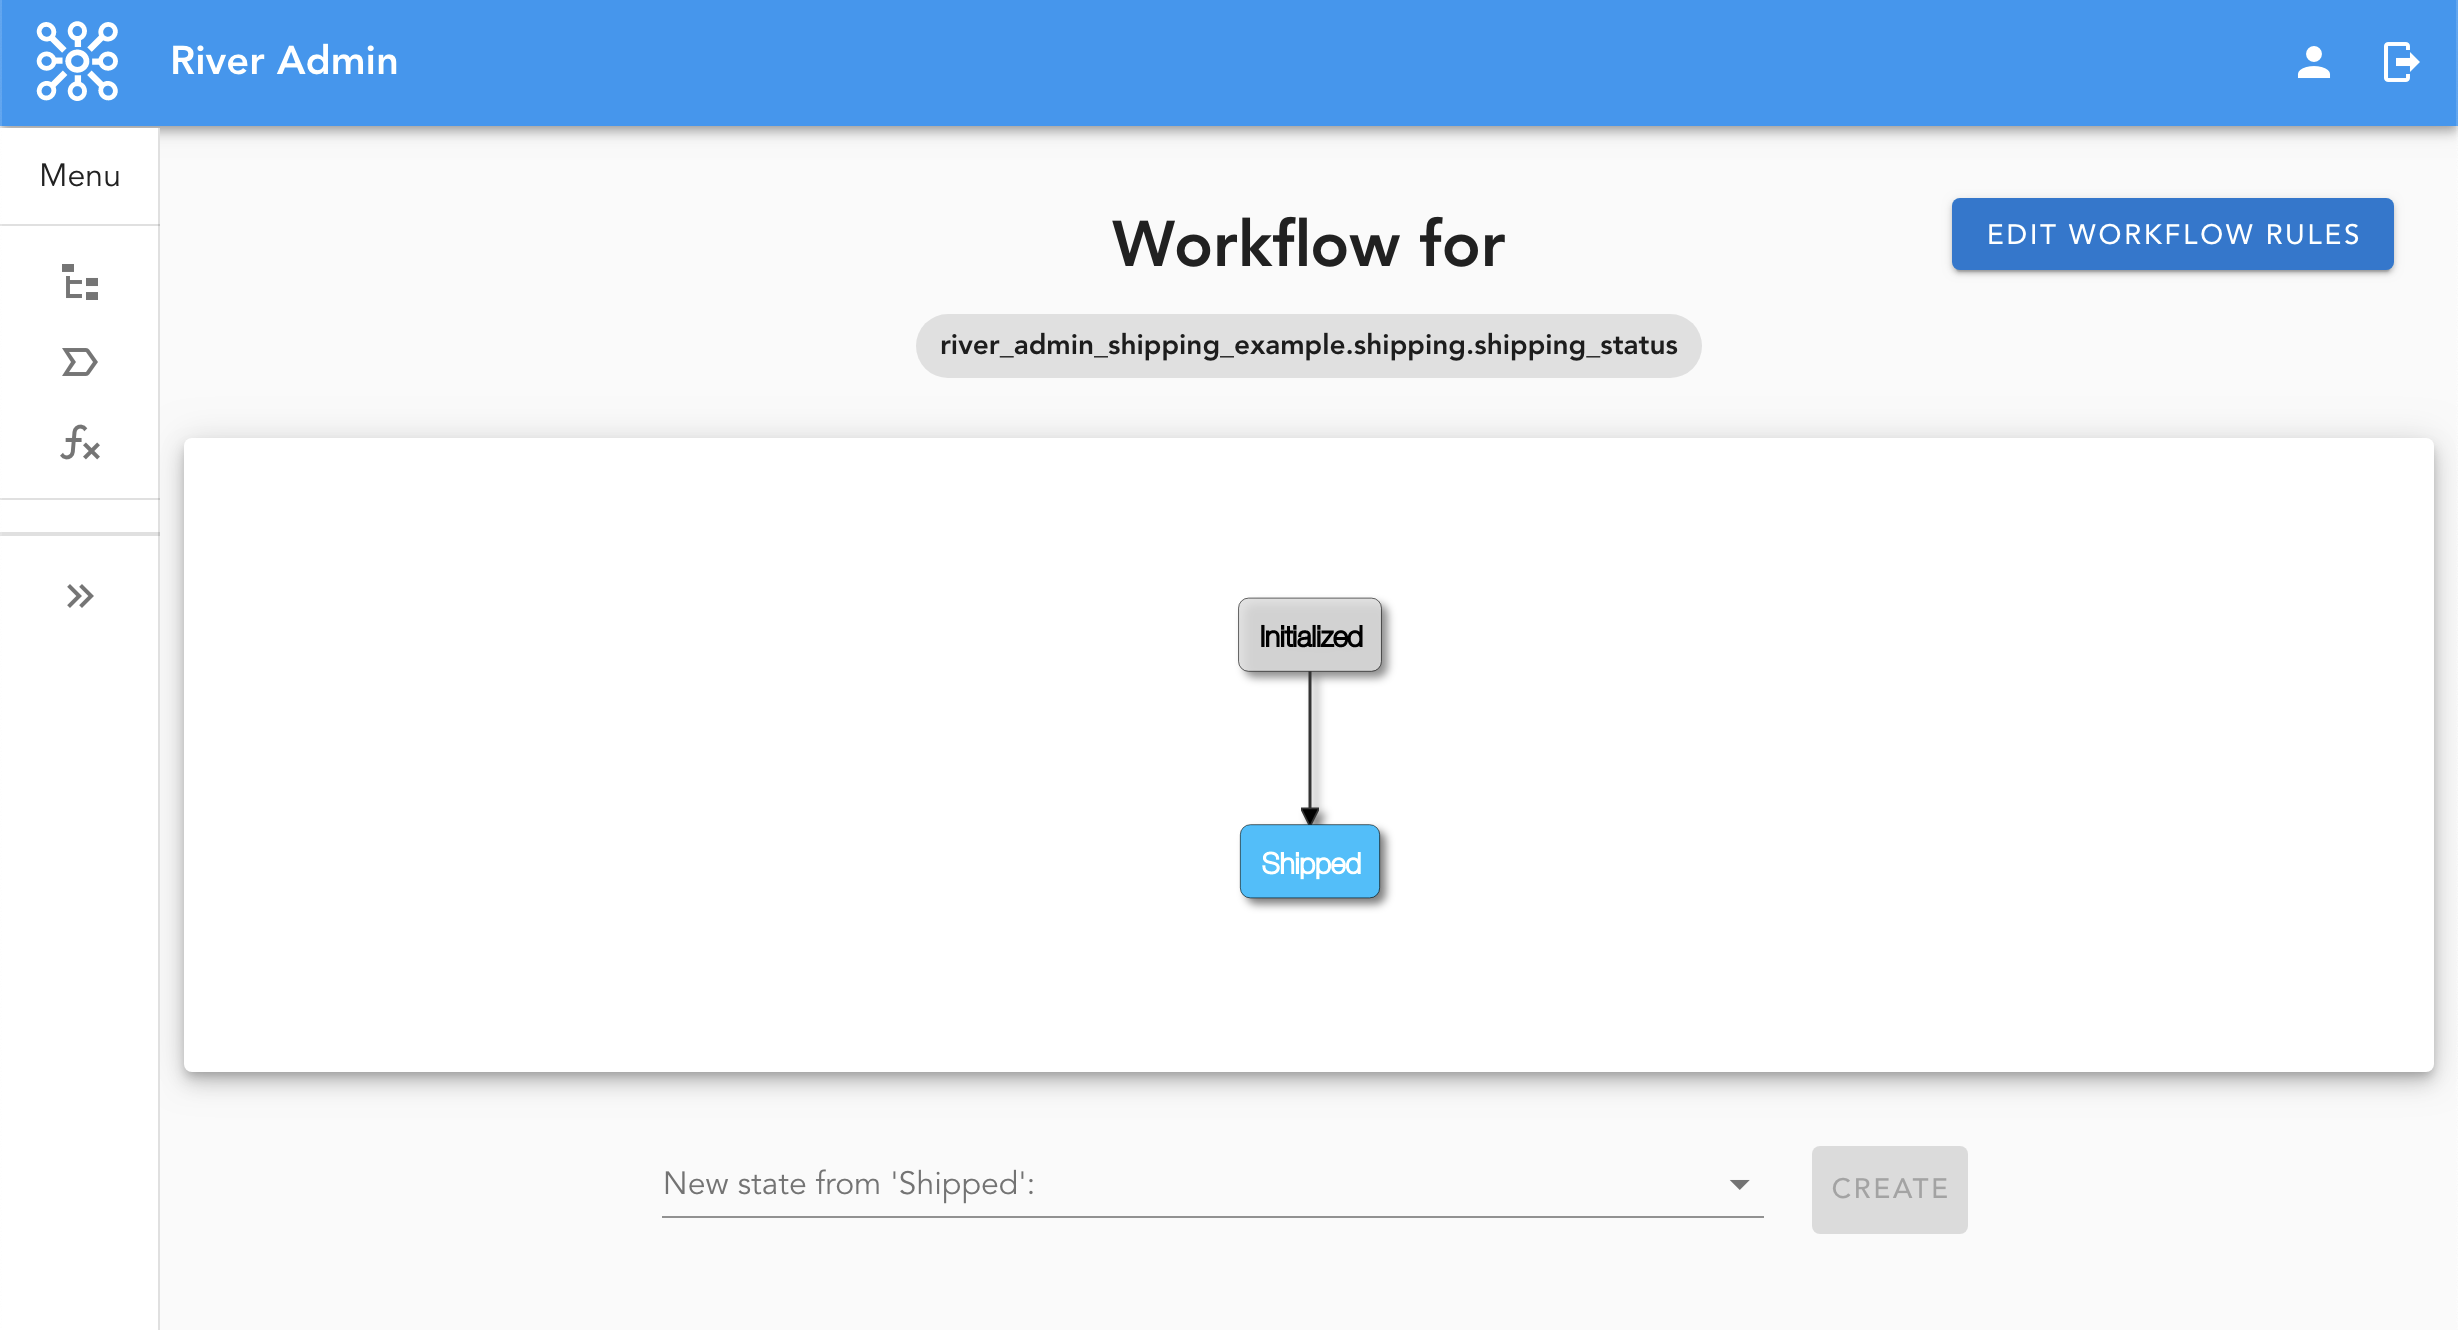 River Admin
Menu
Workflow for
EDIT WORKFLOW RULES
river_admin_shipping_example.shipping.shipping_status
Initialized
Shipped
New state from 'Shipped':
CREATE